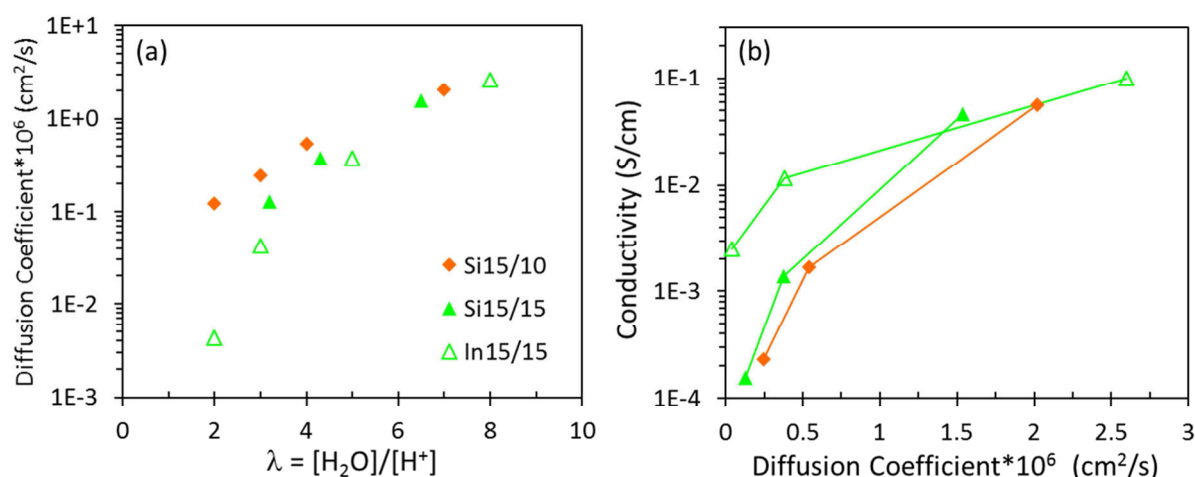 (a)
Diffusion Coefficient*10⁶ (cm²/s)
1E+1
1E+0
1E-1
1E-2
1E-3
Si15/10
Si15/15
In15/15
0 2 4 6 8 10
λ = [H₂O]/[H⁺]
(b)
Conductivity (S/cm)
1E-1
1E-2
1E-3
1E-4
0 0.5 1 1.5 2 2.5 3
Diffusion Coefficient*10⁶ (cm²/s)